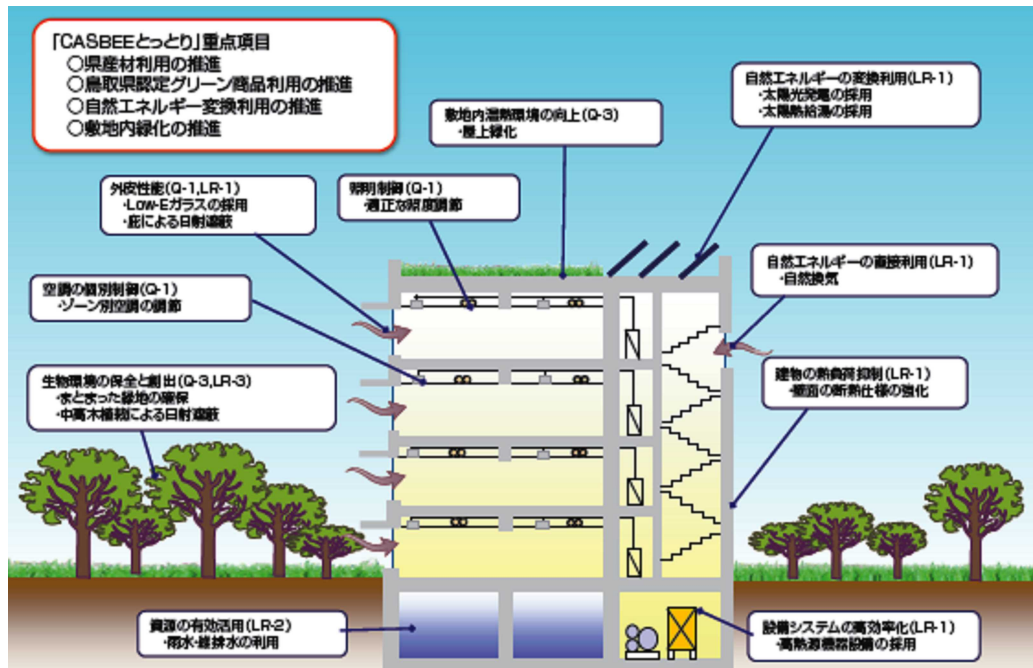 「CASBEEとっとり」重点項目
○県産材利用の推進
○鳥取県認定グリーン商品利用の推進
○自然エネルギー変換利用の推進
○敷地内緑化の推進
自然エネルギーの変換利用(LR-1)
・太陽光発電の採用
・太陽熱給湯の採用
敷地内温熱環境の向上(Q-3)
・屋上緑化
外皮性能(Q-1,LR-1)
・Low-Eガラスの採用
・庇による日射遮蔽
照明制御(Q-1)
・適正な照度調節
自然エネルギーの直接利用(LR-1)
・自然換気
空調の個別制御(Q-1)
・ゾーン別空調の調節
生物環境の保全と創出(Q-3,LR-3)
・まとまった緑地の確保
・中高木植栽による日射遮蔽
建物の熱負荷抑制(LR-1)
・壁面の断熱仕様の強化
資源の有効活用(LR-2)
・雨水・雑排水の利用
設備システムの高効率化(LR-1)
・高熱源機器設備の採用